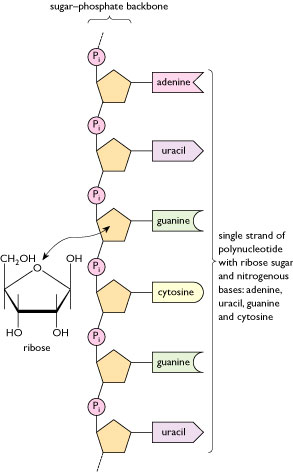 sugar–phosphate backbone
Pi
adenine
Pi
uracil
Pi
guanine
CH2OH
O
OH
HO
OH
ribose
Pi
cytosine
Pi
guanine
Pi
uracil
single strand of
polynucleotide
with ribose sugar
and nitrogenous
bases: adenine,
uracil, guanine
and cytosine